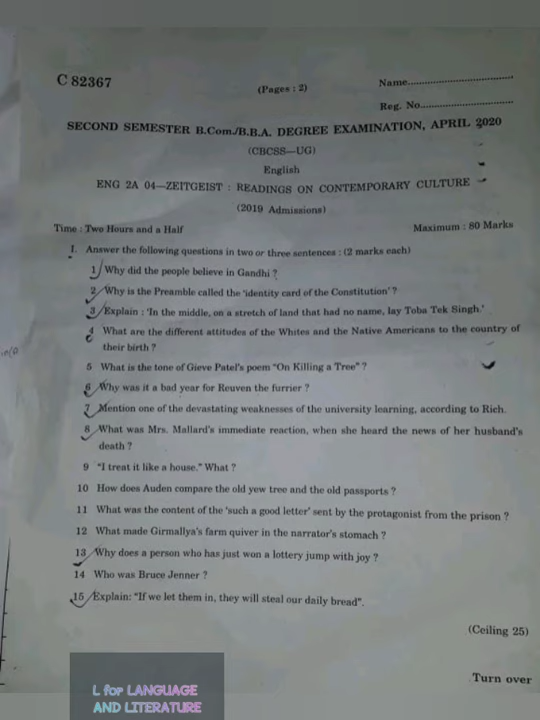 C 82367
(Pages : 2)
Name
Reg. No.
SECOND SEMESTER B.Com./B.B.A. DEGREE EXAMINATION, APRIL 2020
(CBCSS—UG)
English
ENG 2A 04—ZEITGEIST : READINGS ON CONTEMPORARY CULTURE
(2019 Admissions)
Time : Two Hours and a Half
Maximum : 80 Marks
I. Answer the following questions in two or three sentences : (2 marks each)
1 Why did the people believe in Gandhi ?
2 Why is the Preamble called the 'identity card of the Constitution' ?
3 Explain : 'In the middle, on a stretch of land that had no name, lay Toba Tek Singh.'
4 What are the different attitudes of the Whites and the Native Americans to the country of
their birth ?
5 What is the tone of Gieve Patel's poem "On Killing a Tree" ?
6 Why was it a bad year for Reuven the furrier ?
7 Mention one of the devastating weaknesses of the university learning, according to Rich.
8 What was Mrs. Mallard's immediate reaction, when she heard the news of her husband's
death ?
9 "I treat it like a house." What ?
10 How does Auden compare the old yew tree and the old passports ?
11 What was the content of the 'such a good letter' sent by the protagonist from the prison ?
12 What made Girmallya's farm quiver in the narrator's stomach ?
13 Why does a person who has just won a lottery jump with joy ?
14 Who was Bruce Jenner ?
15 Explain: "If we let them in, they will steal our daily bread".
(Ceiling 25)
Turn over
L for LANGUAGE
AND LITERATURE